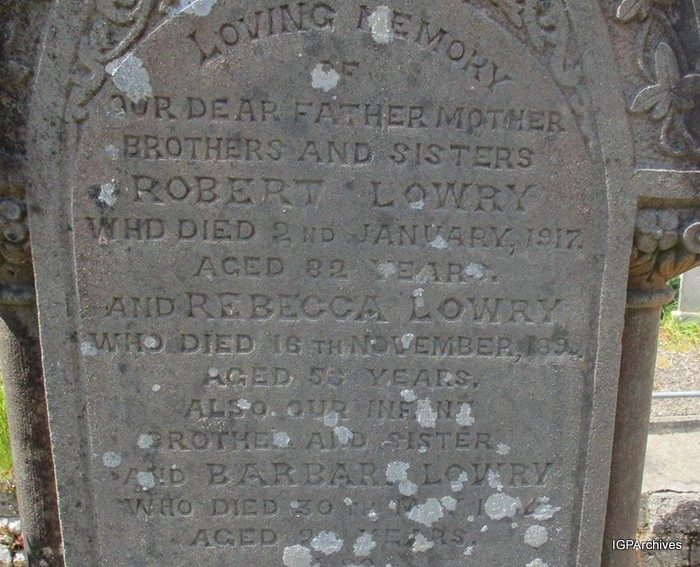 LOVING MEMORY
OF
OUR DEAR FATHER MOTHER
BROTHERS AND SISTERS
ROBERT LOWRY
WHO DIED 2ND JANUARY, 1917.
AGED 82 YEARS.
AND REBECCA LOWRY
WHO DIED 16TH NOVEMBER,
AGED YEARS.
ALSO OUR INFANT
BROTHER AND SISTER
AND BARBARA LOWRY
WHO DIED 30TH
AGED YEARS.
IGPArchives